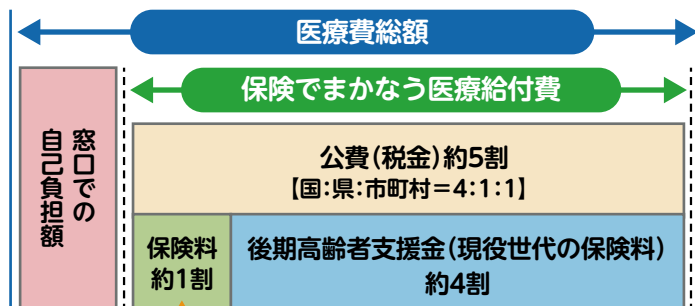 医療費総額
保険でまかなう医療給付費
窓口での
自己負担額
公費(税金)約5割
【国:県:市町村=4:1:1】
保険料
約1割
後期高齢者支援金(現役世代の保険料)
約4割